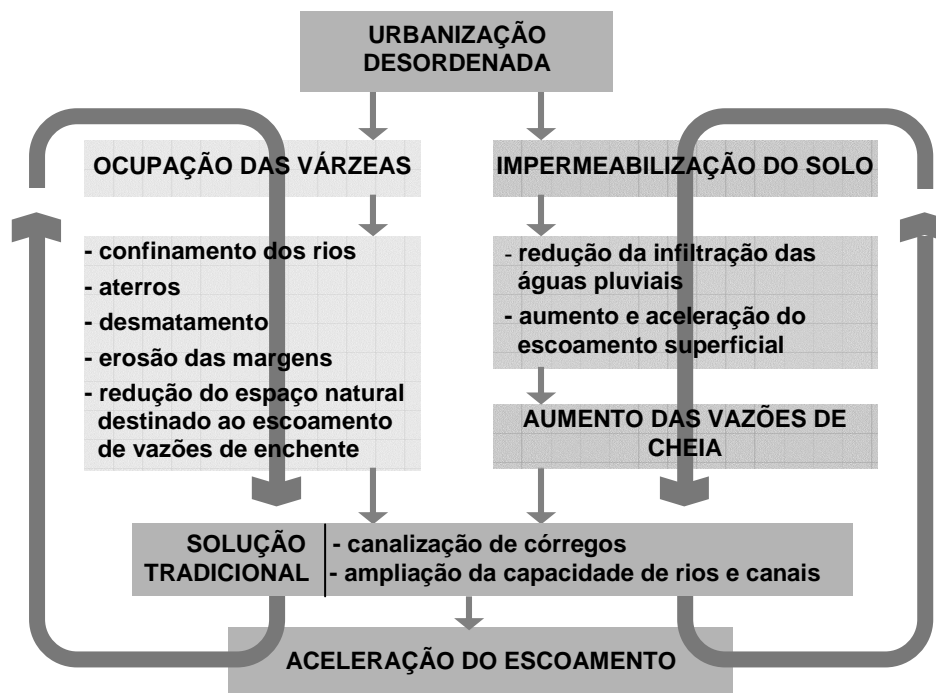 URBANIZAÇÃO
DESORDENADA
OCUPAÇÃO DAS VÁRZEAS
- confinamento dos rios
- aterros
- desmatamento
- erosão das margens
- redução do espaço natural
destinado ao escoamento
de vazões de enchente
IMPERMEABILIZAÇÃO DO SOLO
- redução da infiltração das
águas pluviais
- aumento e aceleração do
escoamento superficial
AUMENTO DAS VAZÕES DE
CHEIA
SOLUÇÃO
TRADICIONAL
- canalização de córregos
- ampliação da capacidade de rios e canais
ACELERAÇÃO DO ESCOAMENTO